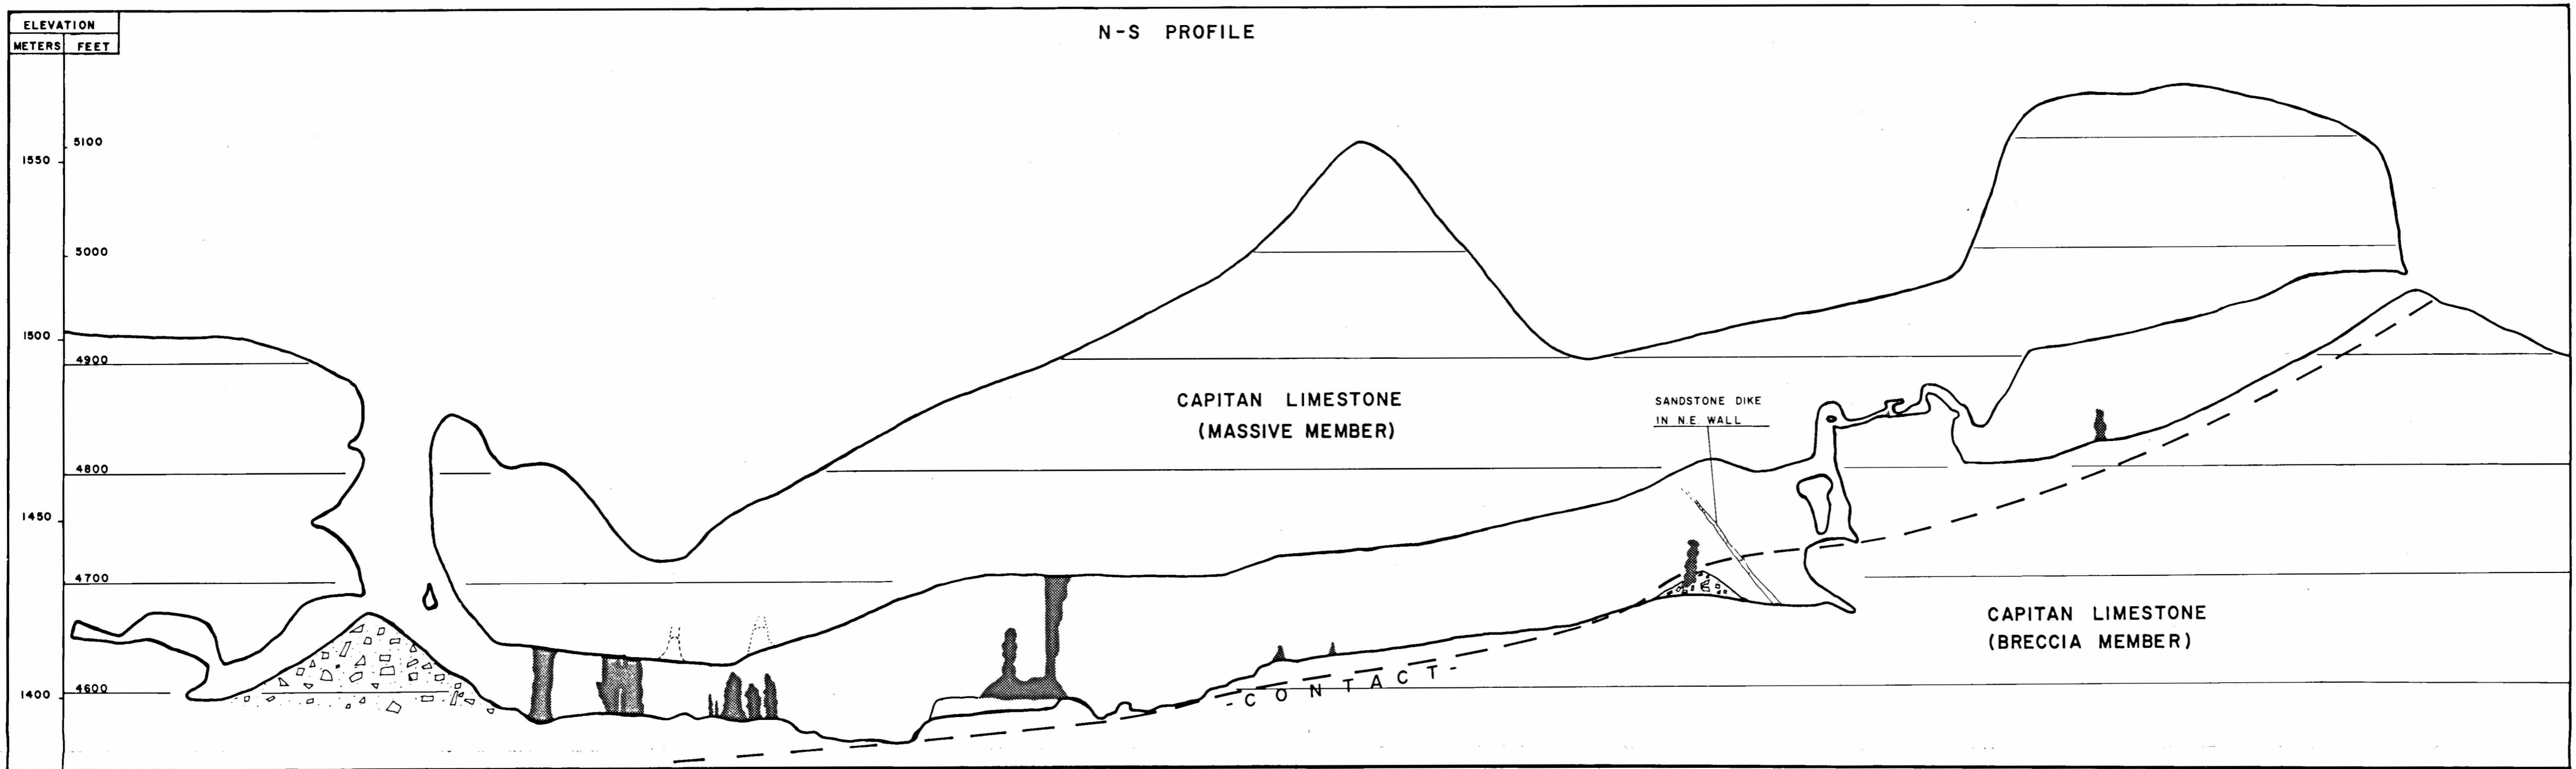 ELEVATION
METERS FEET
N-S PROFILE
5100
1550
5000
1500
4900
CAPITAN LIMESTONE
(MASSIVE MEMBER)
SANDSTONE DIKE
IN N.E. WALL
4800
1450
4700
CAPITAN LIMESTONE
(BRECCIA MEMBER)
4600
1400
-CONTACT-